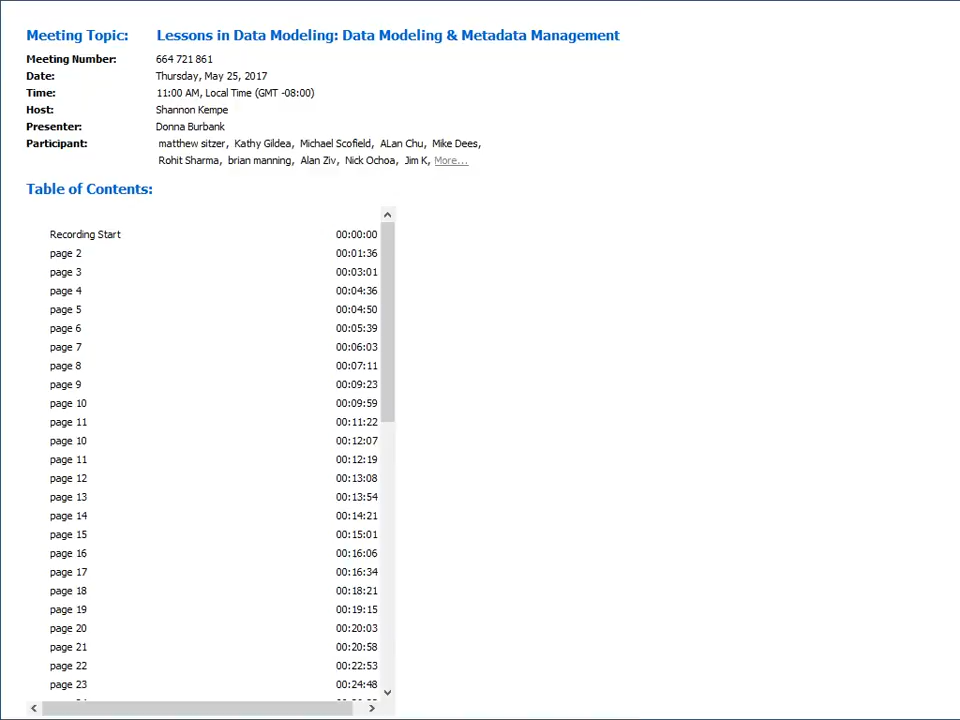 Meeting Topic: Lessons in Data Modeling: Data Modeling & Metadata Management
Meeting Number: 664 721 861
Date: Thursday, May 25, 2017
Time: 11:00 AM, Local Time (GMT -08:00)
Host: Shannon Kempe
Presenter: Donna Burbank
Participant: matthew sitzer, Kathy Gildea, Michael Scofield, ALan Chu, Mike Dees,
Rohit Sharma, brian manning, Alan Ziv, Nick Ochoa, Jim K, More...
Table of Contents:
Recording Start 00:00:00
page 2 00:01:36
page 3 00:03:01
page 4 00:04:36
page 5 00:04:50
page 6 00:05:39
page 7 00:06:03
page 8 00:07:11
page 9 00:09:23
page 10 00:09:59
page 11 00:11:22
page 10 00:12:07
page 11 00:12:19
page 12 00:13:08
page 13 00:13:54
page 14 00:14:21
page 15 00:15:01
page 16 00:16:06
page 17 00:16:34
page 18 00:18:21
page 19 00:19:15
page 20 00:20:03
page 21 00:20:58
page 22 00:22:53
page 23 00:24:48